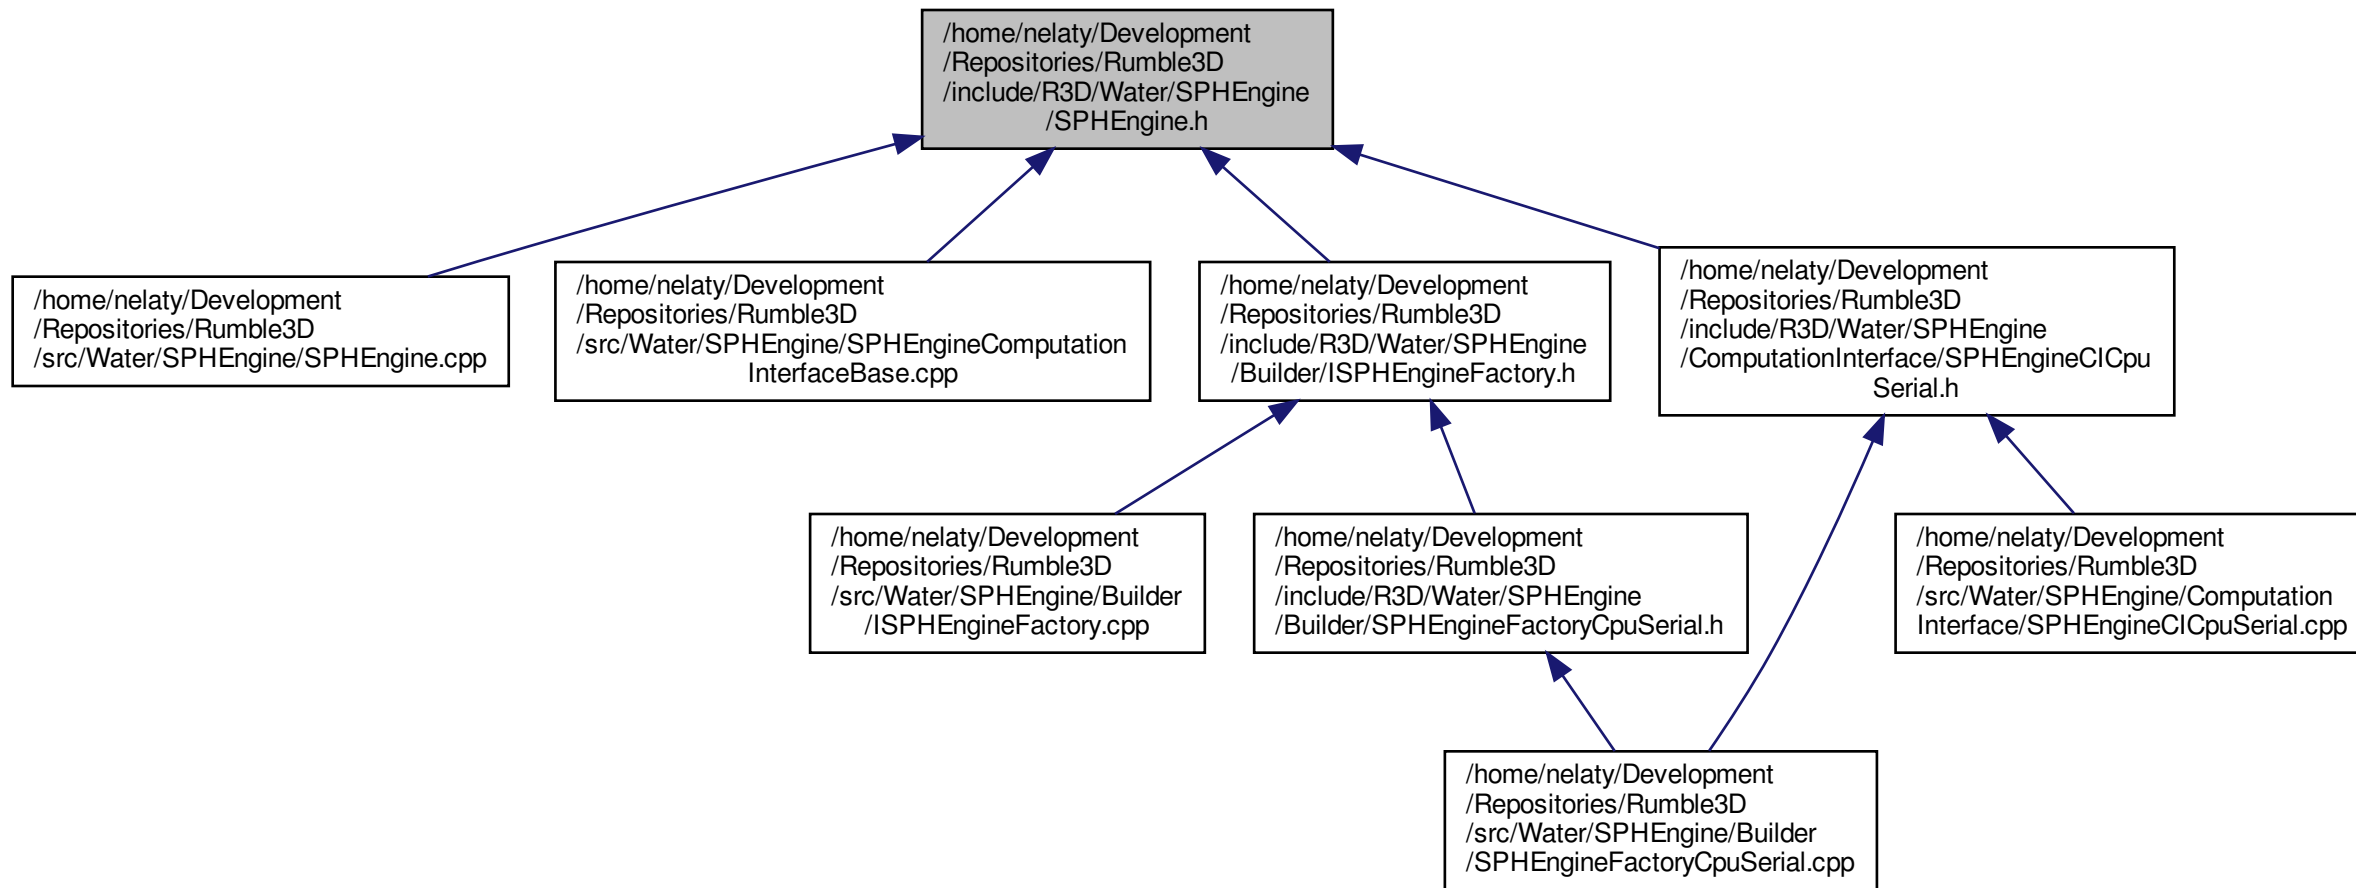 /home/nelaty/Development
/Repositories/Rumble3D
/include/R3D/Water/SPHEngine
/SPHEngine.h
/home/nelaty/Development
/Repositories/Rumble3D
/src/Water/SPHEngine/SPHEngine.cpp
/home/nelaty/Development
/Repositories/Rumble3D
/src/Water/SPHEngine/SPHEngineComputation
InterfaceBase.cpp
/home/nelaty/Development
/Repositories/Rumble3D
/include/R3D/Water/SPHEngine
/Builder/ISPHEngineFactory.h
/home/nelaty/Development
/Repositories/Rumble3D
/include/R3D/Water/SPHEngine
/ComputationInterface/SPHEngineCICpu
Serial.h
/home/nelaty/Development
/Repositories/Rumble3D
/src/Water/SPHEngine/Builder
/ISPHEngineFactory.cpp
/home/nelaty/Development
/Repositories/Rumble3D
/include/R3D/Water/SPHEngine
/Builder/SPHEngineFactoryCpuSerial.h
/home/nelaty/Development
/Repositories/Rumble3D
/src/Water/SPHEngine/Computation
Interface/SPHEngineCICpuSerial.cpp
/home/nelaty/Development
/Repositories/Rumble3D
/src/Water/SPHEngine/Builder
/SPHEngineFactoryCpuSerial.cpp